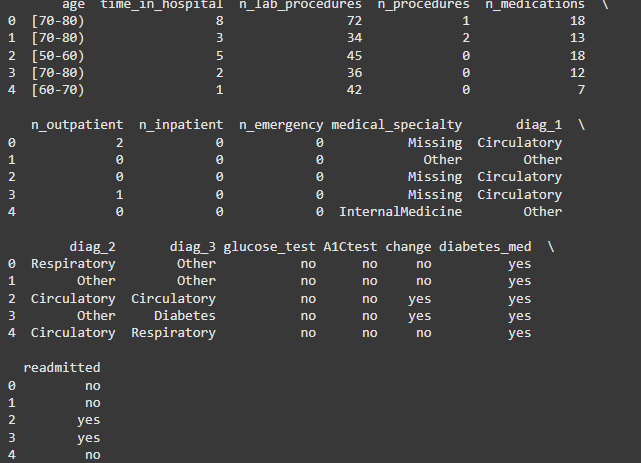 age time_in_hospital n_lab_procedures n_procedures n_medications \
0 [70-80) 8 72 1 18
1 [70-80) 3 34 2 13
2 [50-60) 5 45 0 18
3 [70-80) 2 36 0 12
4 [60-70) 1 42 0 7
n_outpatient n_inpatient n_emergency medical_specialty diag_1 \
0 2 0 0 Missing Circulatory
1 0 0 0 Other Other
2 0 0 0 Missing Circulatory
3 1 0 0 Missing Circulatory
4 0 0 0 InternalMedicine Other
diag_2 diag_3 glucose_test A1Ctest change diabetes_med \
0 Respiratory Other no no no yes
1 Other Other no no no yes
2 Circulatory Circulatory no no yes yes
3 Other Diabetes no no yes yes
4 Circulatory Respiratory no no no yes
readmitted
0 no
1 no
2 yes
3 yes
4 no